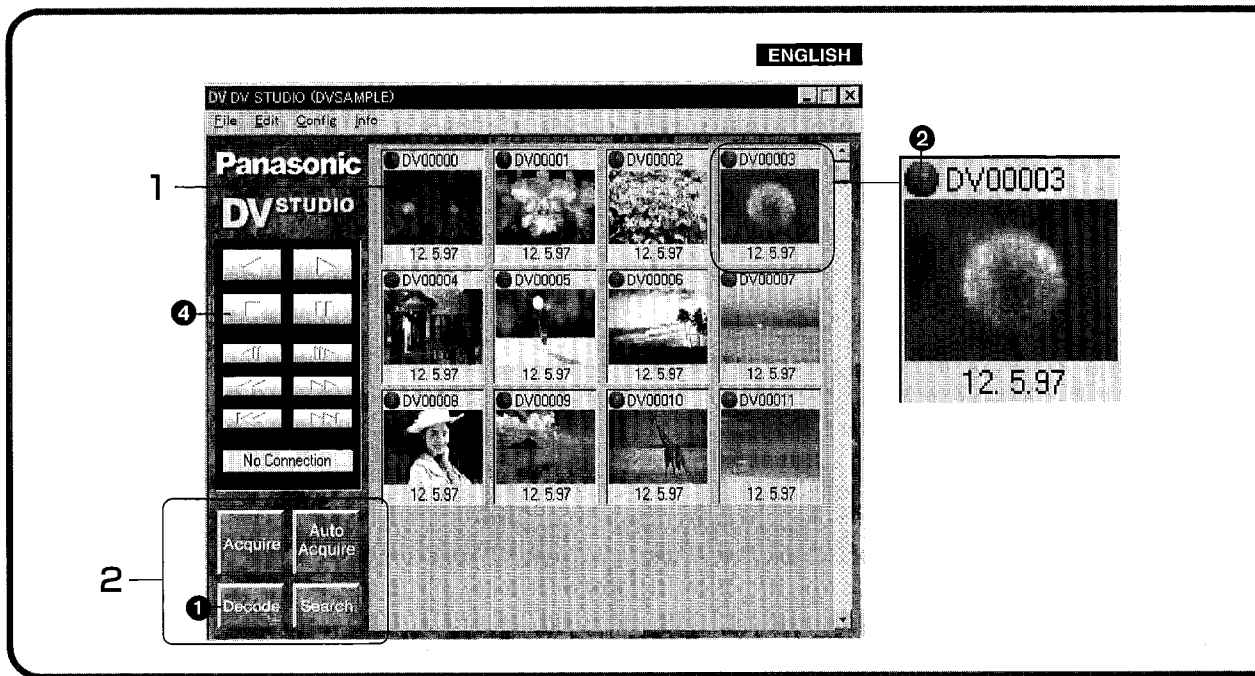 ENGLISH
DV DV STUDIO (DVSAMPLE)
File Edit Config Info
Panasonic
DV STUDIO
1
DV00000 DV00001 DV00002 DV00003
12. 5.97 12. 5.97 12. 5.97 12. 5.97
DV00004 DV00005 DV00006 DV00007
12. 5.97 12. 5.97 12. 5.97 12. 5.97
DV00008 DV00009 DV00010 DV00011
12. 5.97 12. 5.97 12. 5.97 12. 5.97
4
No Connection
2
Acquire Auto Acquire
1 Decode Search
2
DV00003
12. 5.97